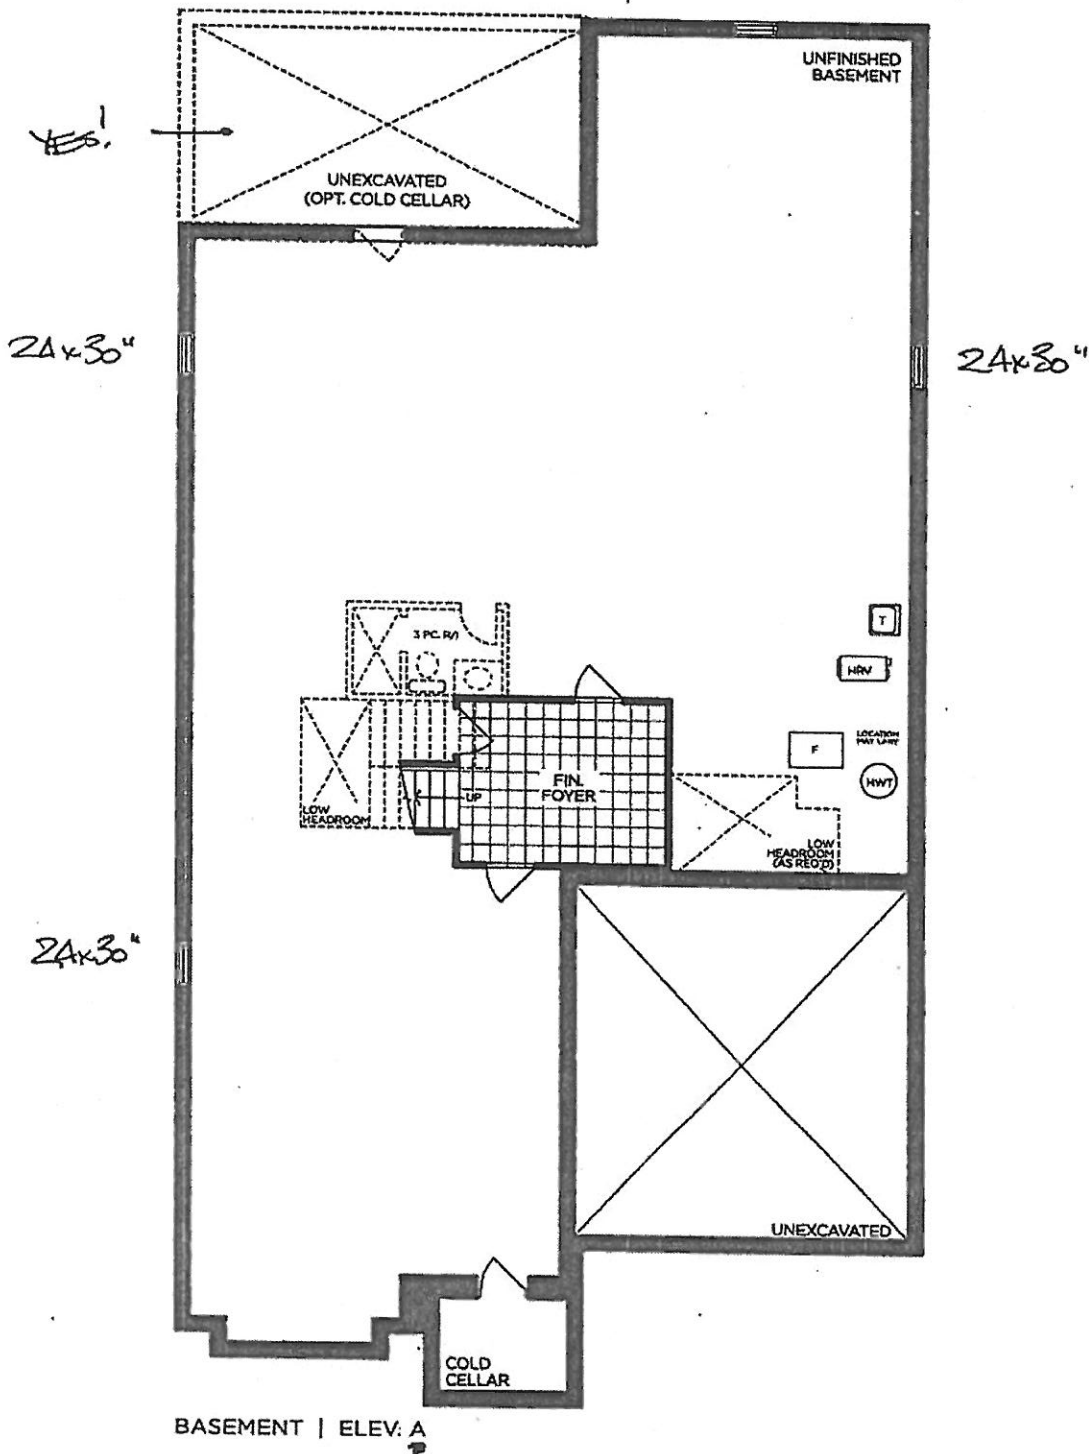 UNFINISHED
BASEMENT
YES!
UNEXCAVATED
(OPT. COLD CELLAR)
24x30"
24x30"
3 PC. R/I
T
HRV
F
LOCATION
MAY VARY
HWT
FIN.
FOYER
UP
LOW
HEADROOM
LOW
HEADROOM
(AS REQ'D)
24x30"
UNEXCAVATED
COLD
CELLAR
BASEMENT | ELEV: A